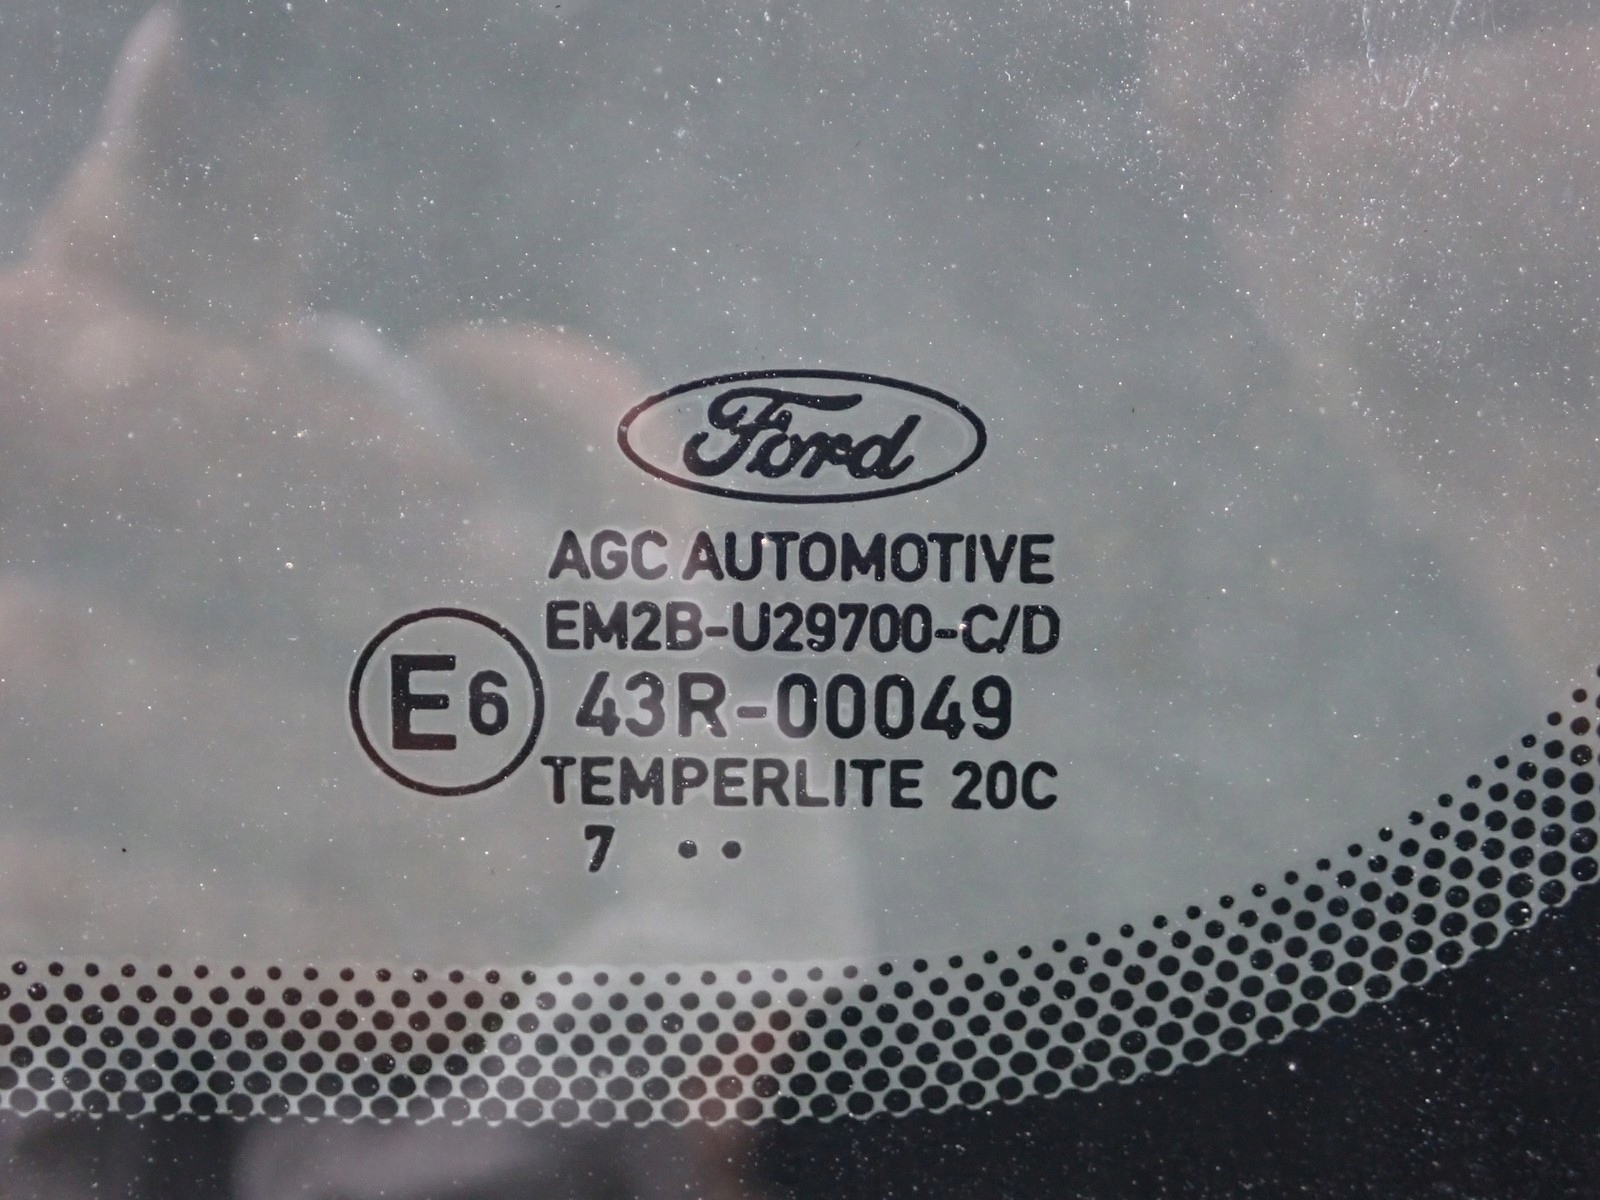 Ford
AGC AUTOMOTIVE
EM2B-U29700-C/D
E6 43R-00049
TEMPERLITE 20C
7 ••